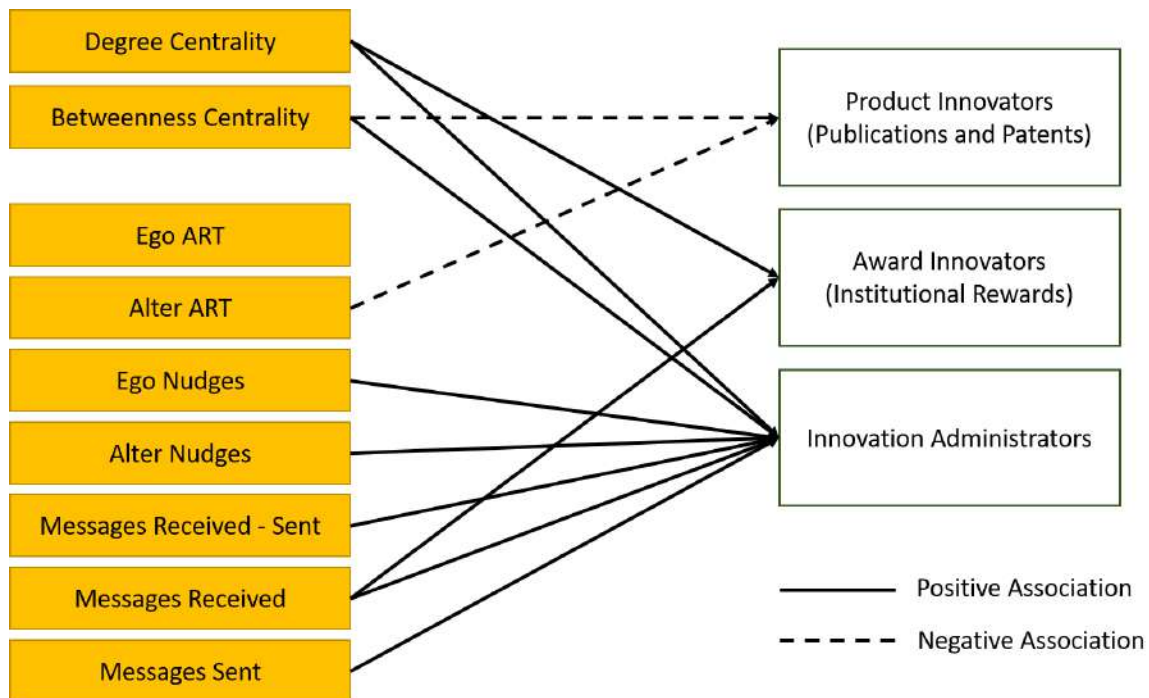 Degree Centrality
Betweenness Centrality
Ego ART
Alter ART
Ego Nudges
Alter Nudges
Messages Received - Sent
Messages Received
Messages Sent
Product Innovators
(Publications and Patents)
Award Innovators
(Institutional Rewards)
Innovation Administrators
Positive Association
Negative Association